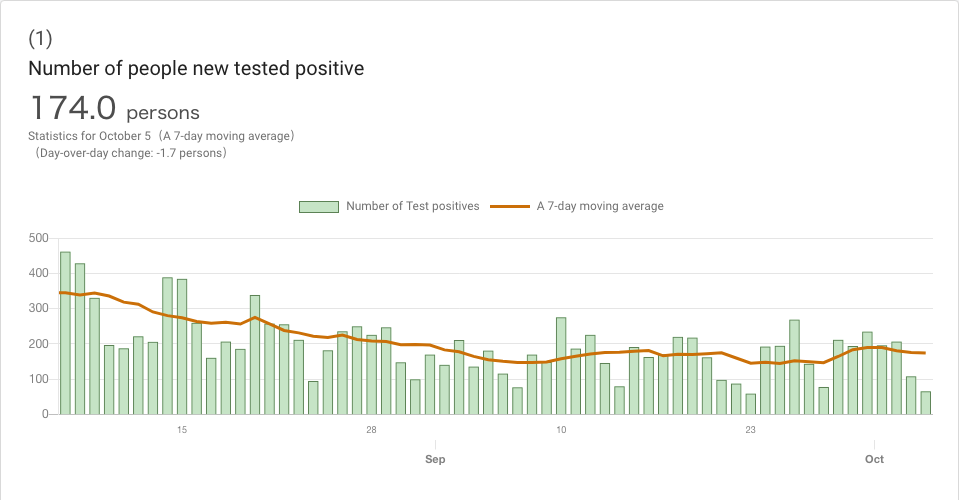 (1)
Number of people new tested positive
174.0 persons
Statistics for October 5（A 7-day moving average）
（Day-over-day change: -1.7 persons）
Number of Test positives A 7-day moving average
500
400
300
200
100
0
15 28 10 23
Sep Oct